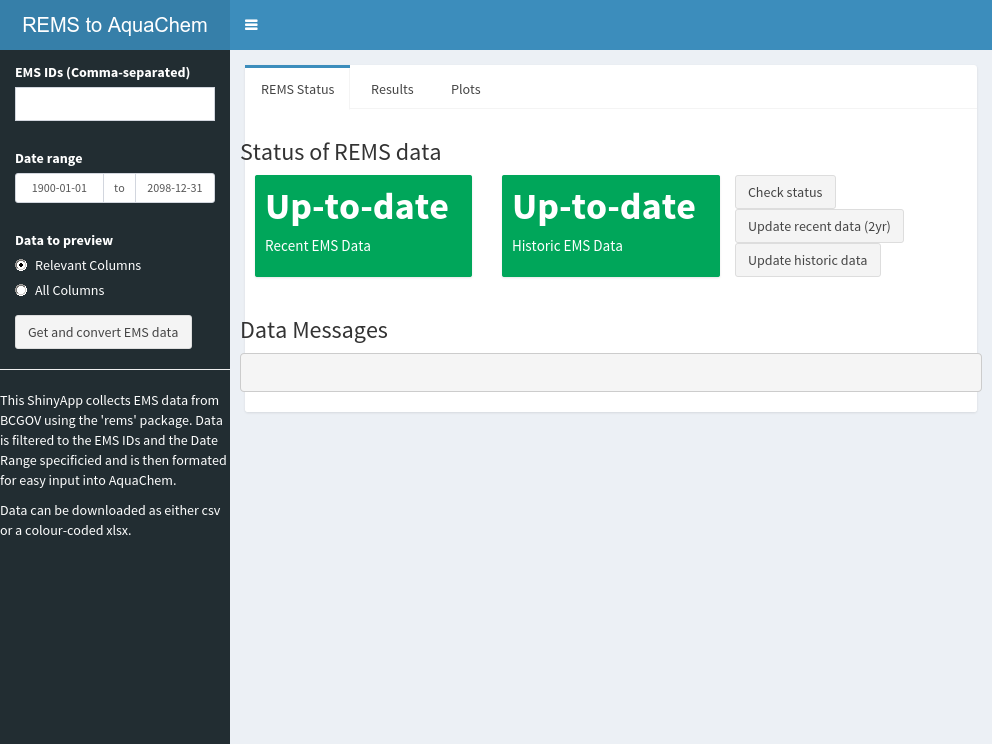 REMS to AquaChem
EMS IDs (Comma-separated)
Date range
1900-01-01 to 2098-12-31
Data to preview
Relevant Columns
All Columns
Get and convert EMS data
This ShinyApp collects EMS data from
BCGOV using the 'rems' package. Data
is filtered to the EMS IDs and the Date
Range specificied and is then formated
for easy input into AquaChem.
Data can be downloaded as either csv
or a colour-coded xlsx.
REMS Status Results Plots
Status of REMS data
Up-to-date
Recent EMS Data
Up-to-date
Historic EMS Data
Check status
Update recent data (2yr)
Update historic data
Data Messages